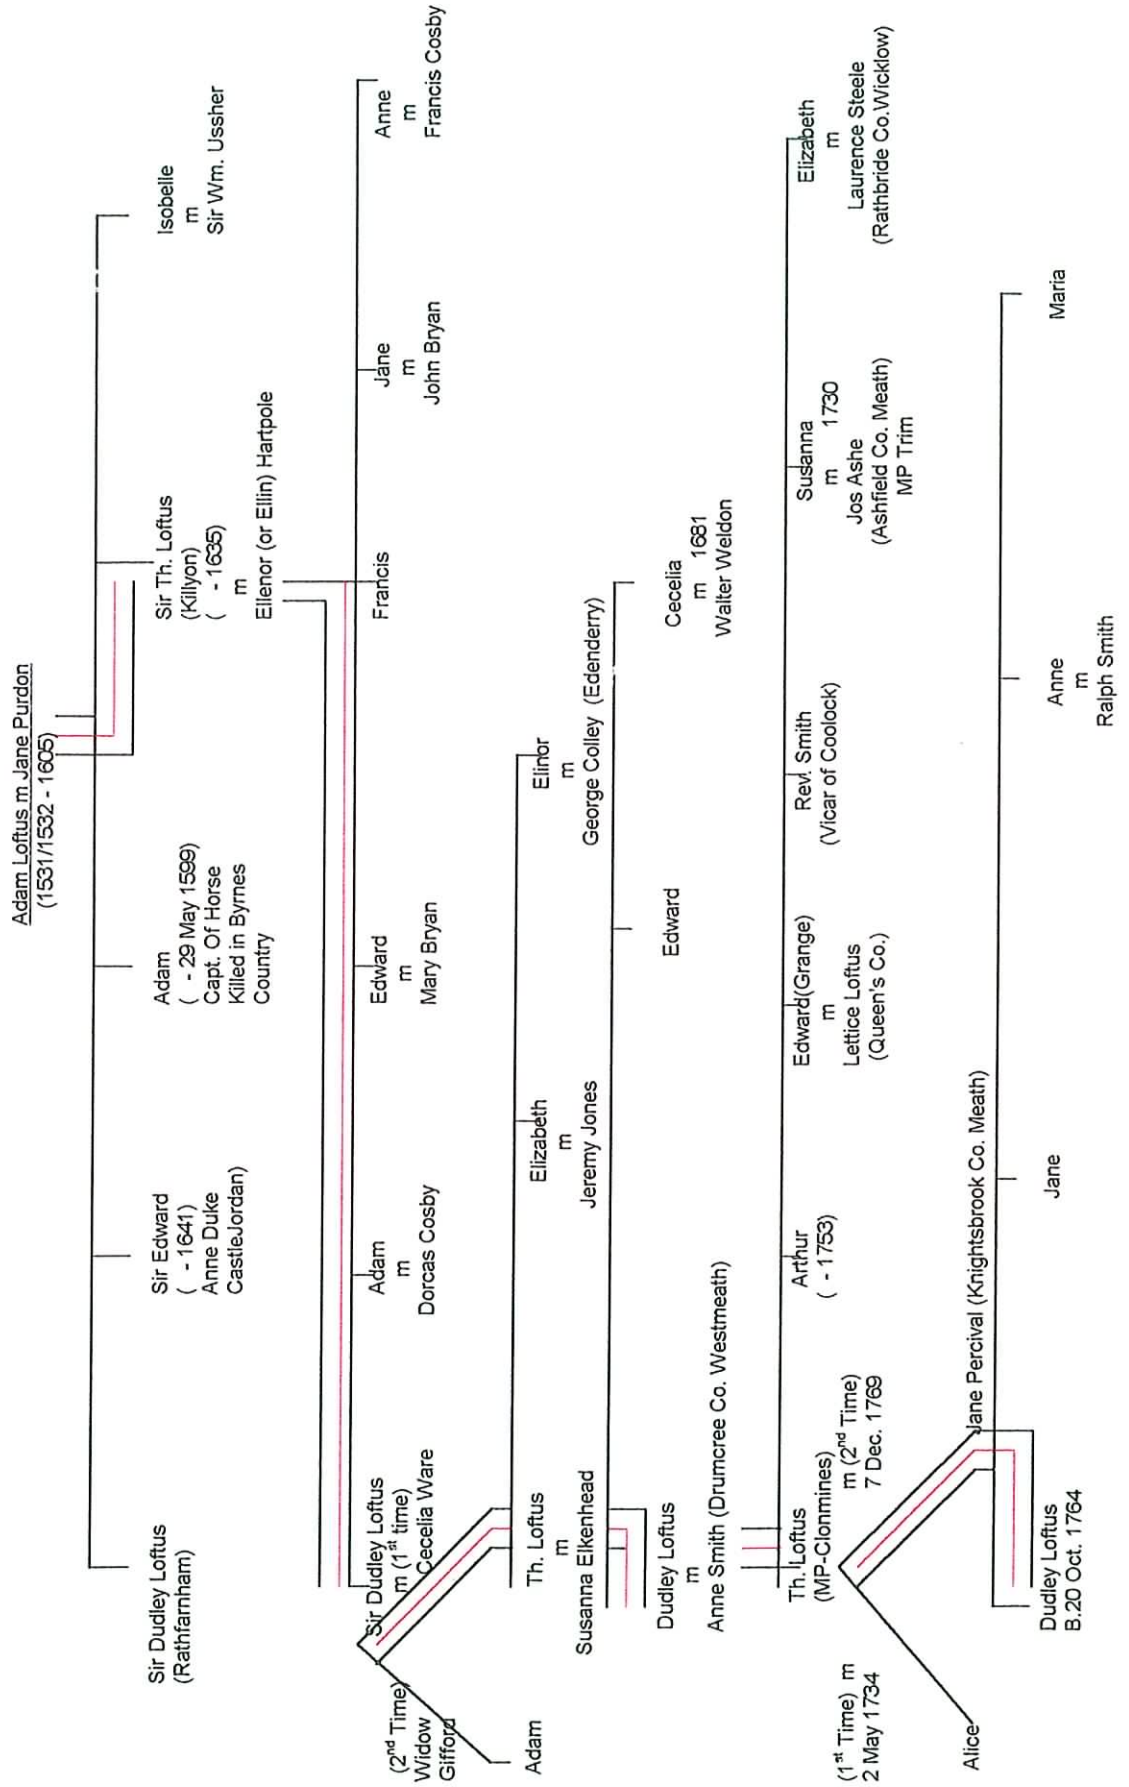 Adam Loftus m Jane Purdon
(1531/1532 - 1605)
Sir Dudley Loftus
(Rathfarnham)
Sir Edward
( - 1641)
Anne Duke
CastleJordan)
Adam
( - 29 May 1599)
Capt. Of Horse
Killed in Byrnes
Country
Sir Th. Loftus
(Killyon)
( - 1635)
m
Ellenor (or Ellin) Hartpole
Isobelle
m
Sir Wm. Ussher
Sir Dudley Loftus
m (1st time)
Cecelia Ware
(2nd Time)
Widow
Gifford
Adam
m
Dorcas Cosby
Edward
m
Mary Bryan
Francis
Jane
m
John Bryan
Anne
m
Francis Cosby
Adam
Th. Loftus
m
Susanna Elkenhead
Elizabeth
m
Jeremy Jones
Elinor
m
George Colley (Edenderry)
Dudley Loftus
m
Anne Smith (Drumcree Co. Westmeath)
Edward
Cecelia
m 1681
Walter Weldon
Th. Loftus
(MP-Clonmines)
m (2nd Time)
7 Dec. 1769
(1st Time) m
2 May 1734
Arthur
( - 1753)
Edward(Grange)
m
Lettice Loftus
(Queen's Co.)
Rev. Smith
(Vicar of Coolock)
Susanna
m 1730
Jos Ashe
(Ashfield Co. Meath)
MP Trim
Elizabeth
m
Laurence Steele
(Rathbride Co.Wicklow)
Alice
Jane Percival (Knightsbrook Co. Meath)
Dudley Loftus
B.20 Oct. 1764
Jane
Anne
m
Ralph Smith
Maria